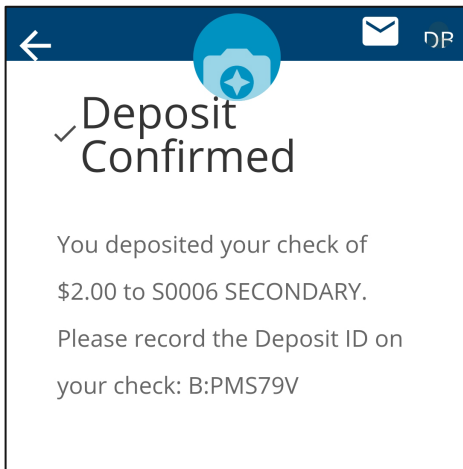 DR
Deposit
Confirmed
You deposited your check of
$2.00 to S0006 SECONDARY.
Please record the Deposit ID on
your check: B:PMS79V